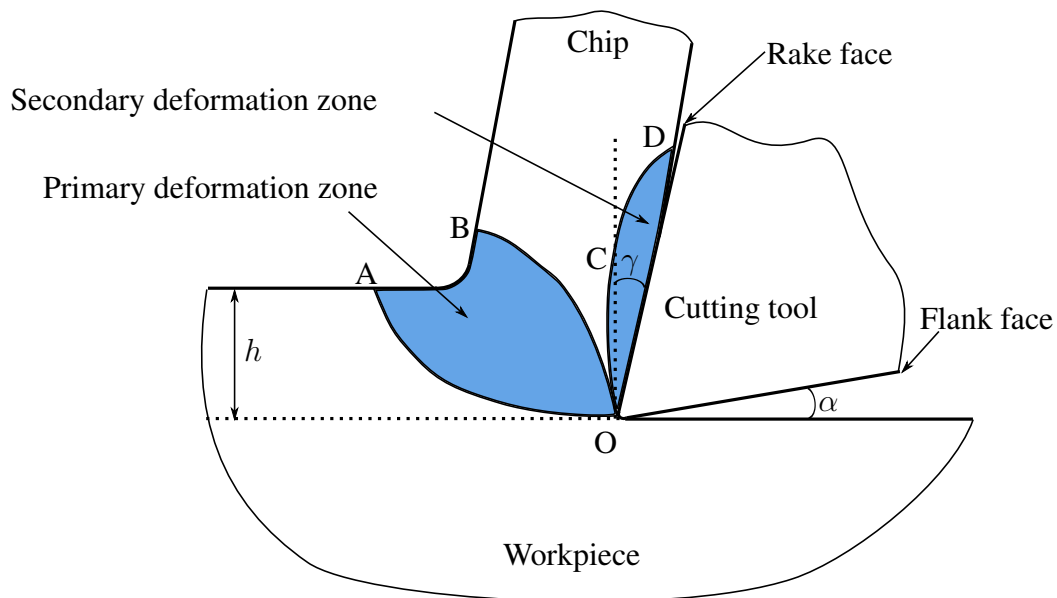 Chip
Rake face
Secondary deformation zone
D
Primary deformation zone
B
C
γ
A
Cutting tool
Flank face
h
α
O
Workpiece